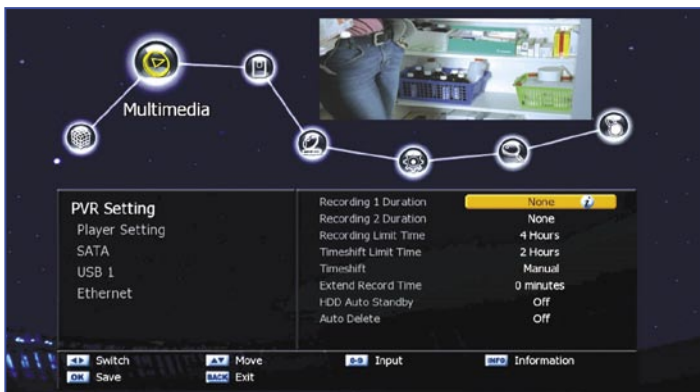 Multimedia
PVR Setting
Player Setting
SATA
USB 1
Ethernet
Recording 1 Duration None i
Recording 2 Duration None
Recording Limit Time 4 Hours
Timeshift Limit Time 2 Hours
Timeshift Manual
Extend Record Time 0 minutes
HDD Auto Standby Off
Auto Delete Off
Switch Move 0-9 Input INFO Information
OK Save BACK Exit